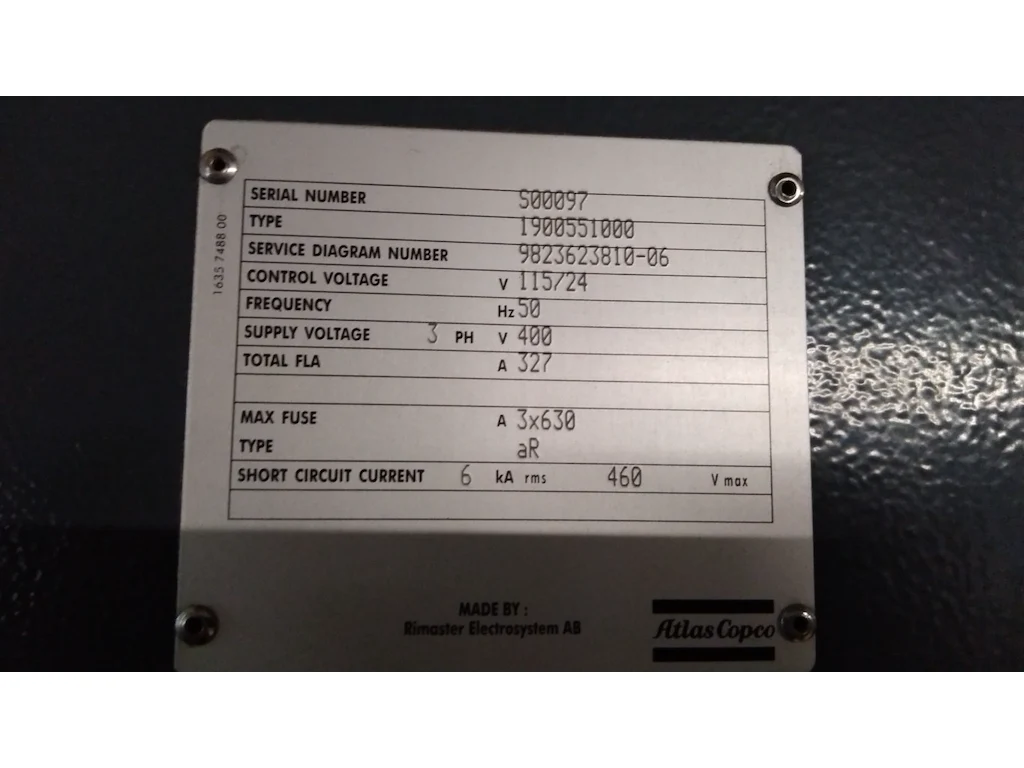 1635 7488 00
SERIAL NUMBER S00097
TYPE 1900551000
SERVICE DIAGRAM NUMBER 9823623810-06
CONTROL VOLTAGE V 115/24
FREQUENCY Hz 50
SUPPLY VOLTAGE 3 PH V 400
TOTAL FLA A 327
MAX FUSE A 3x630
TYPE aR
SHORT CIRCUIT CURRENT 6 kA rms 460 V max
MADE BY :
Rimaster Electrosystem AB
Atlas Copco